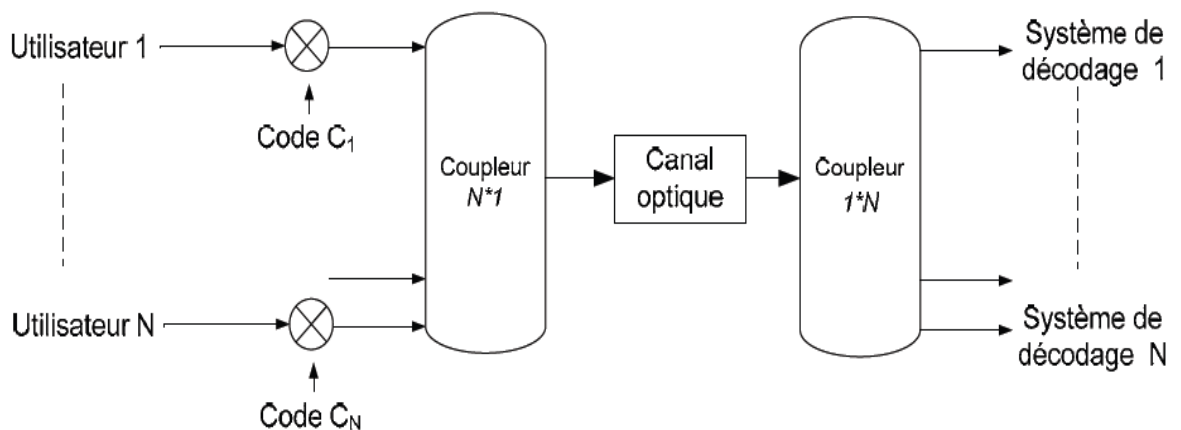 Utilisateur 1
Code C₁
Coupleur
N*1
Canal
optique
Coupleur
1*N
Système de
décodage 1
Utilisateur N
Code C_N
Système de
décodage N